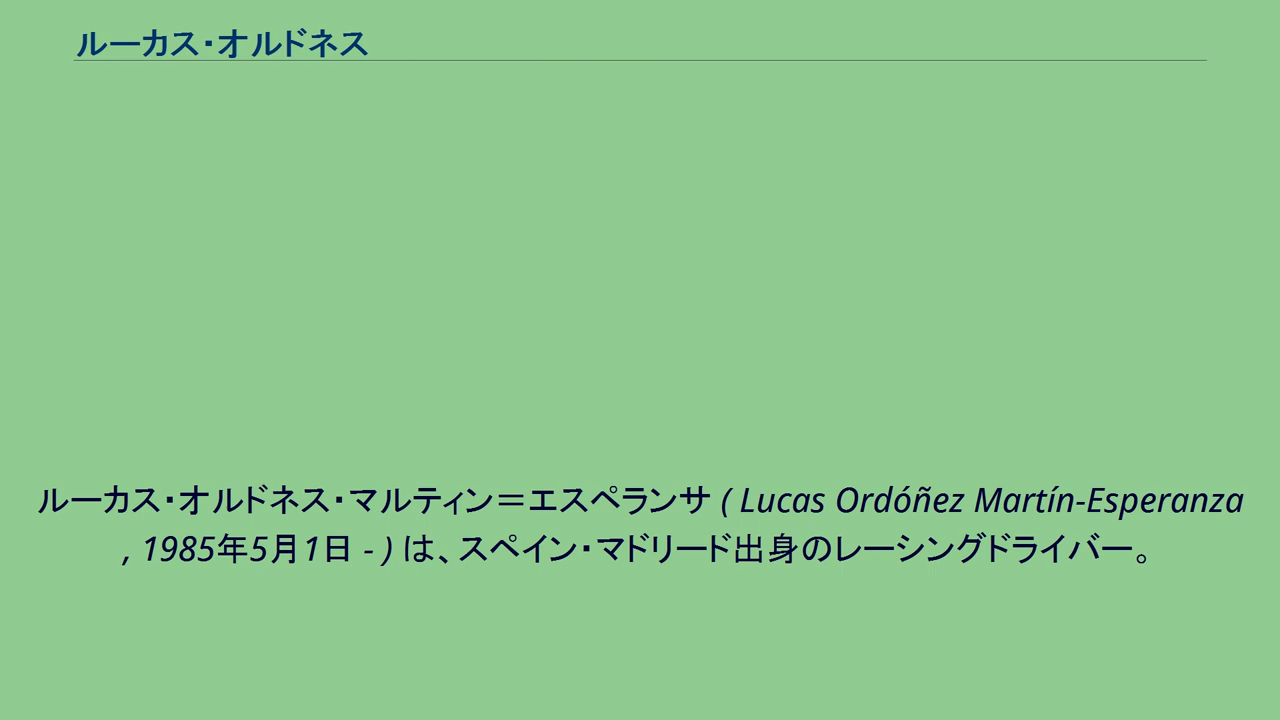 ルーカス・オルドネス
ルーカス・オルドネス・マルティン＝エスペランサ ( Lucas Ordóñez Martín-Esperanza
, 1985年5月1日 - ) は、スペイン・マドリード出身のレーシングドライバー。